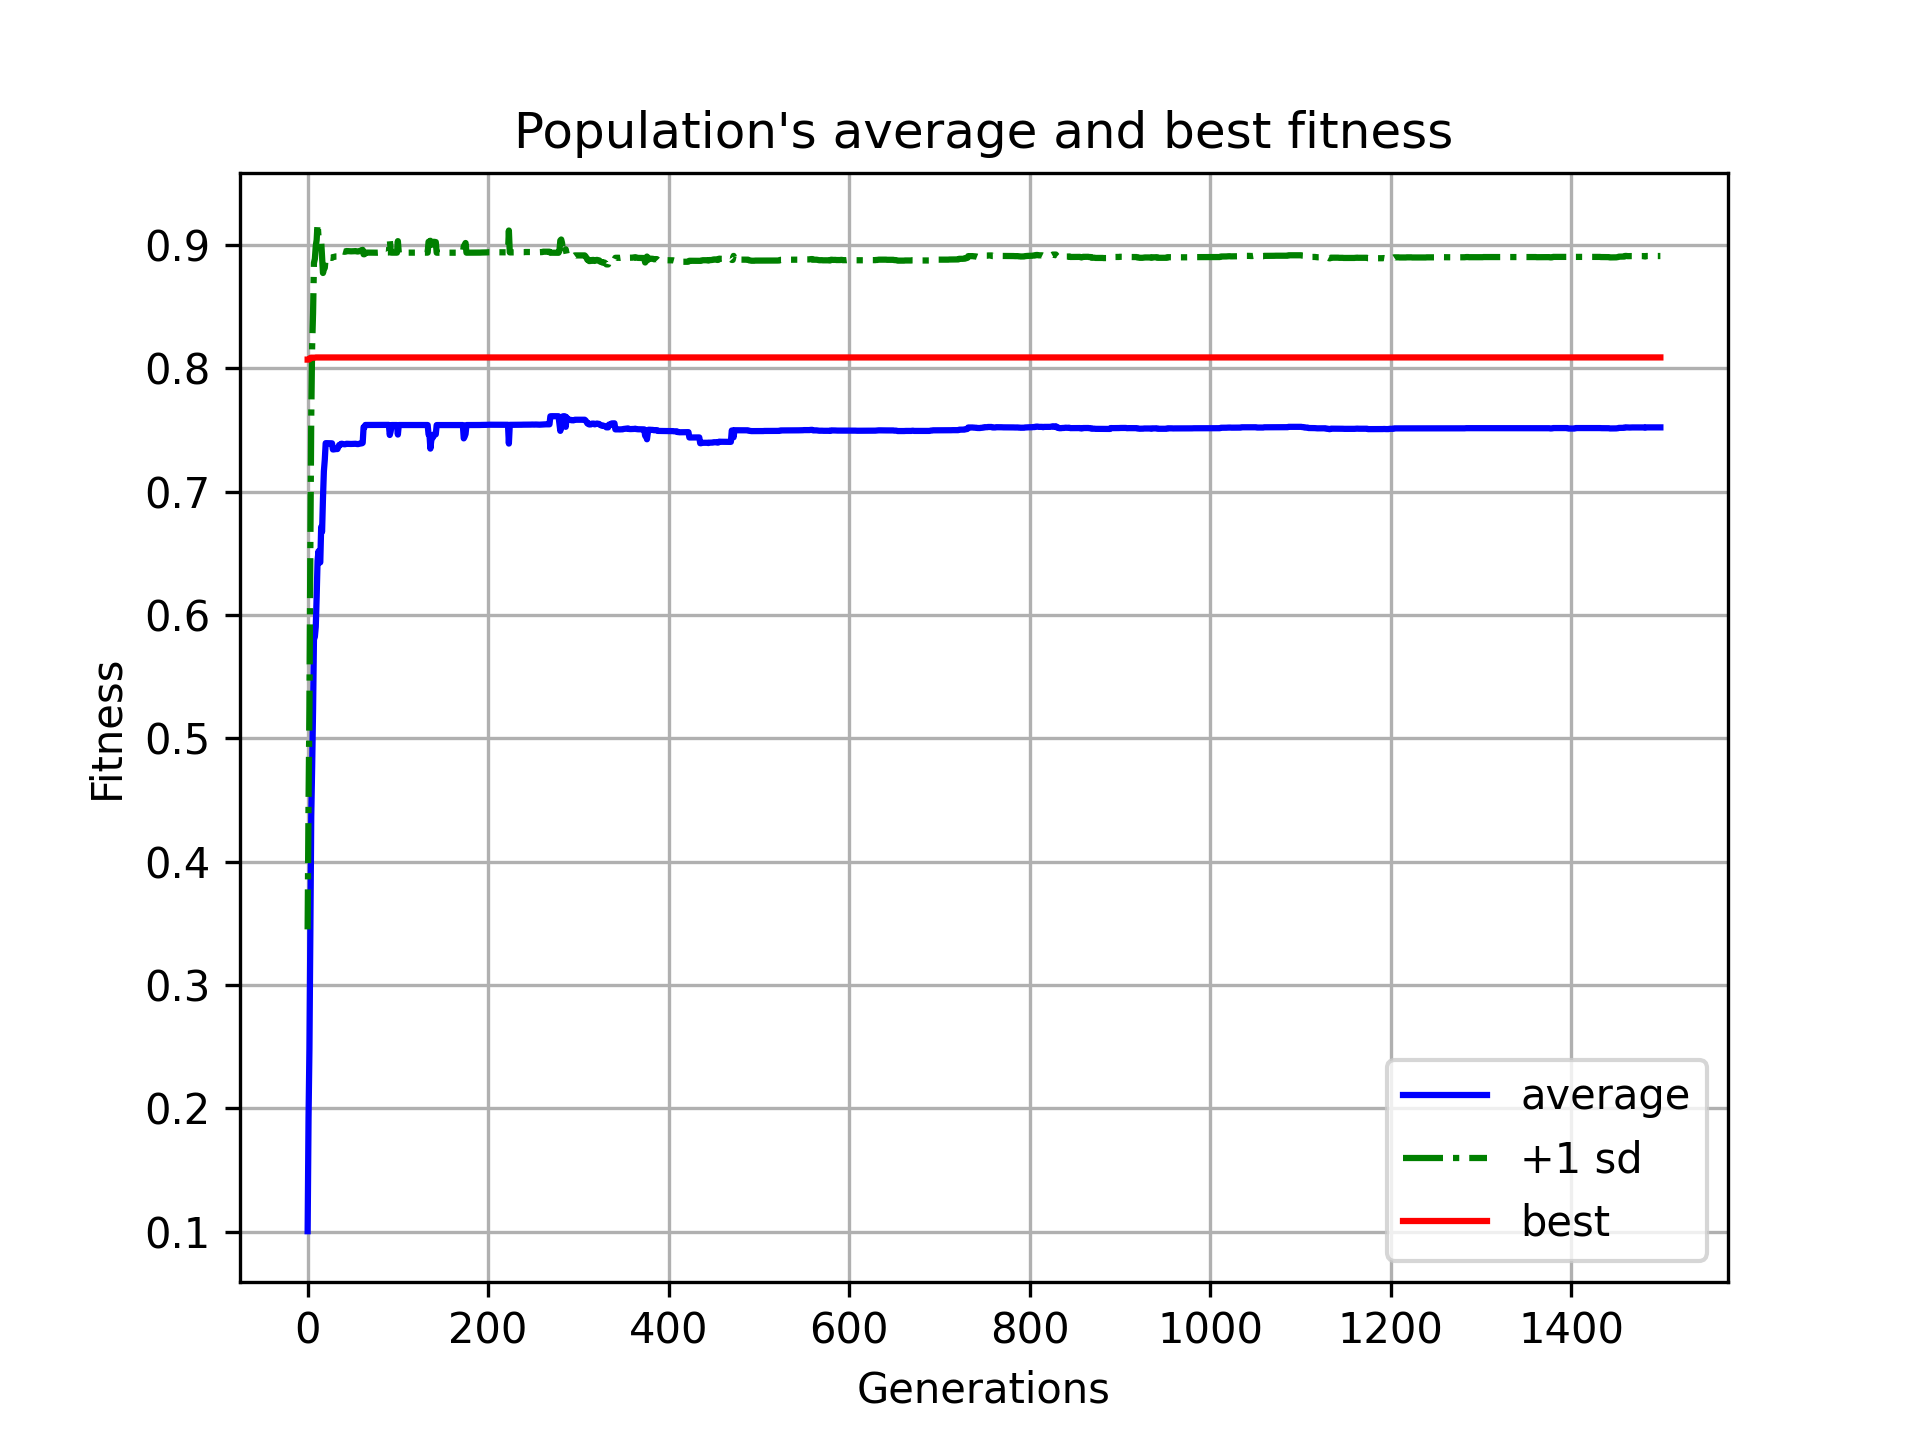 Population's average and best fitness
0.9
0.8
0.7
0.6
0.5
0.4
0.3
0.2
0.1
Fitness
0 200 400 600 800 1000 1200 1400
Generations
average
+1 sd
best